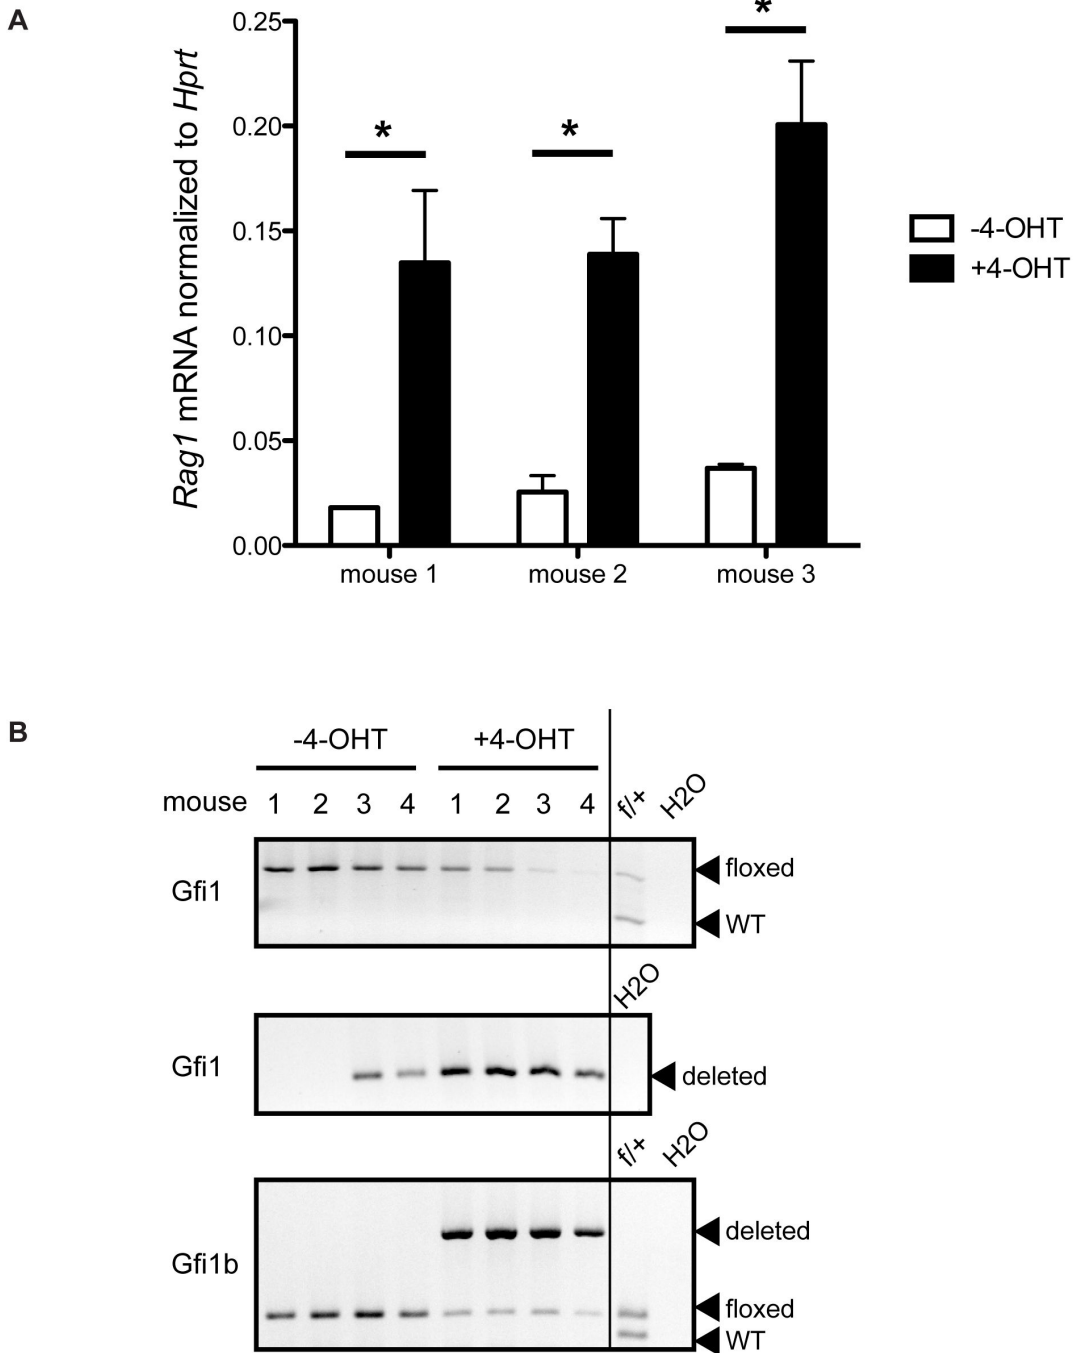 A
*
0.25
* *
0.20
0.15
0.10
0.05
0.00
Rag1 mRNA normalized to Hprt
-4-OHT
+4-OHT
mouse 1 mouse 2 mouse 3
B
-4-OHT +4-OHT
mouse 1 2 3 4 1 2 3 4 f/+ H2O
Gfi1
floxed
WT
H2O
Gfi1
deleted
f/+ H2O
Gfi1b
deleted
floxed
WT